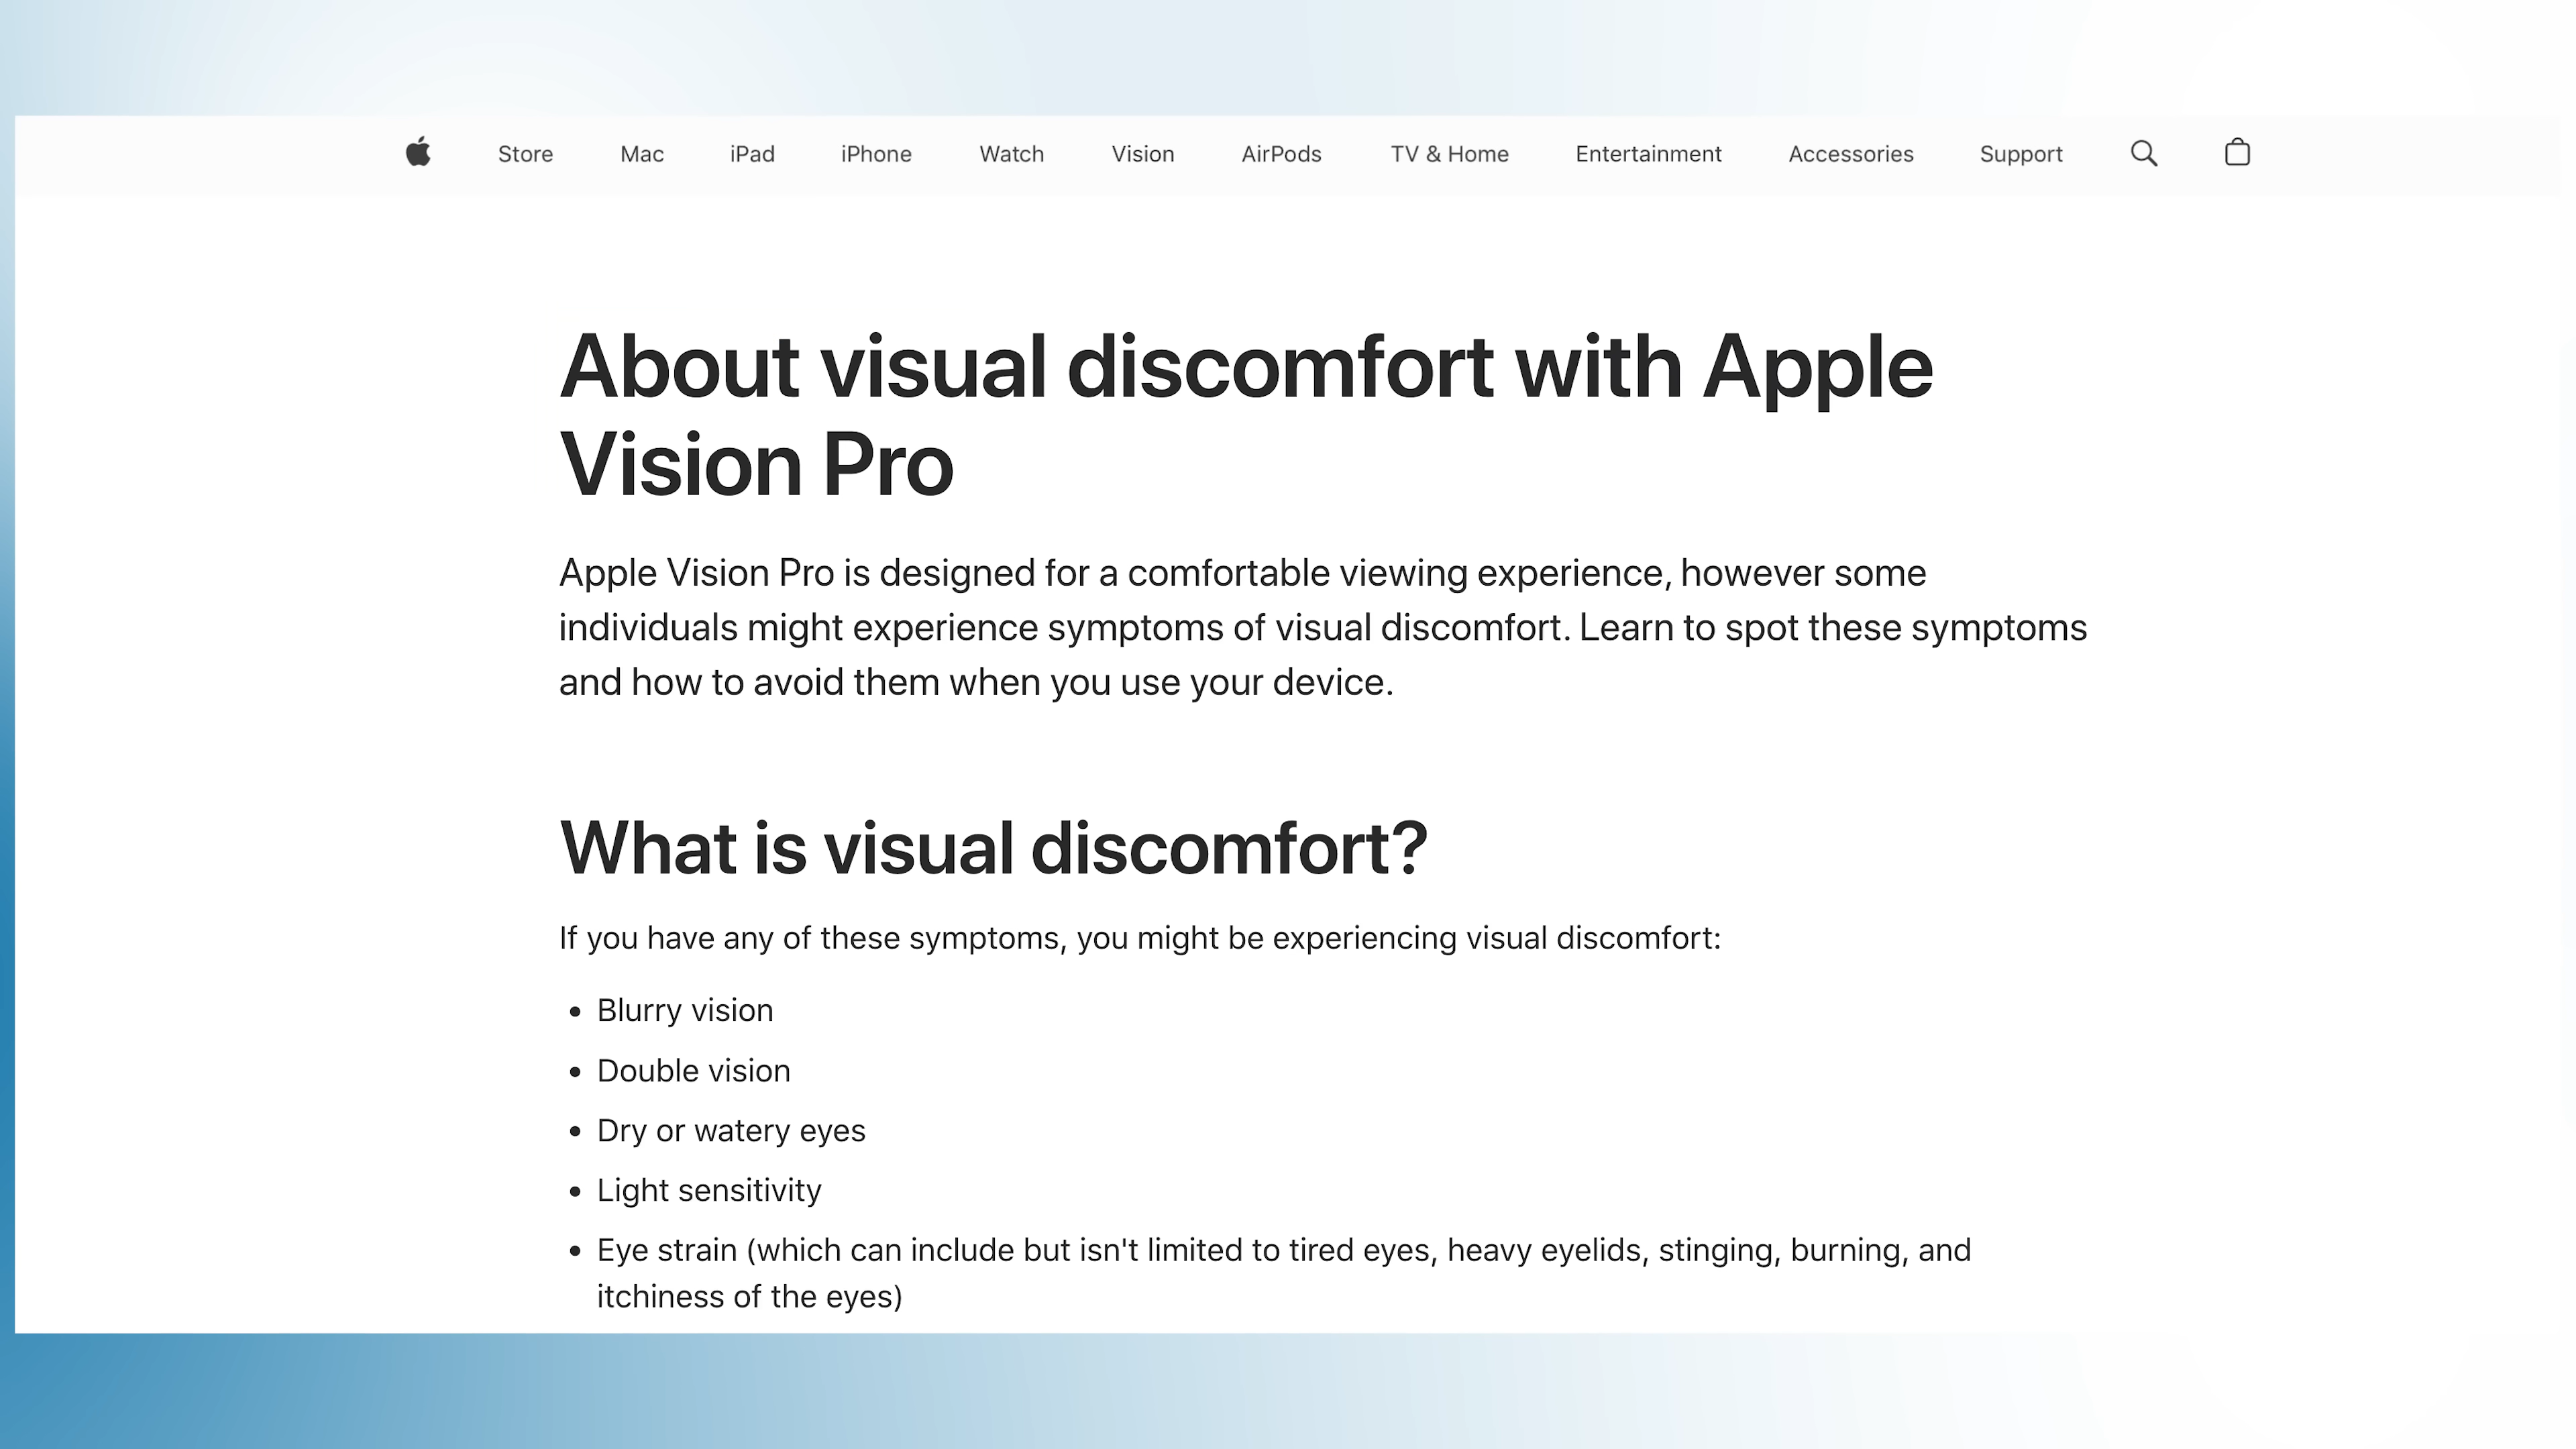 Store Mac iPad iPhone Watch Vision AirPods TV & Home Entertainment Accessories Support
About visual discomfort with Apple
Vision Pro
Apple Vision Pro is designed for a comfortable viewing experience, however some
individuals might experience symptoms of visual discomfort. Learn to spot these symptoms
and how to avoid them when you use your device.
What is visual discomfort?
If you have any of these symptoms, you might be experiencing visual discomfort:
• Blurry vision
• Double vision
• Dry or watery eyes
• Light sensitivity
• Eye strain (which can include but isn't limited to tired eyes, heavy eyelids, stinging, burning, and
itchiness of the eyes)